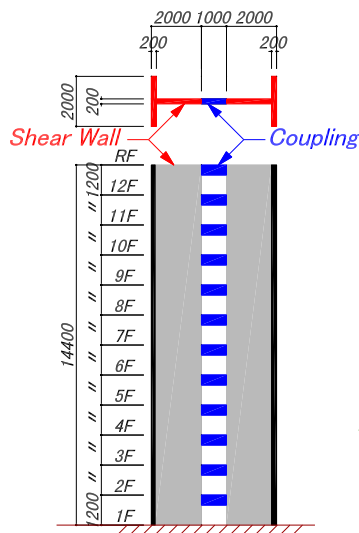 2000 1000 2000
200 200
2000
200
Shear Wall
Coupling
RF
1200
12F
〃
11F
〃
10F
〃
9F
〃
8F
〃
14400
7F
〃
6F
〃
5F
〃
4F
〃
3F
〃
2F
1200
1F